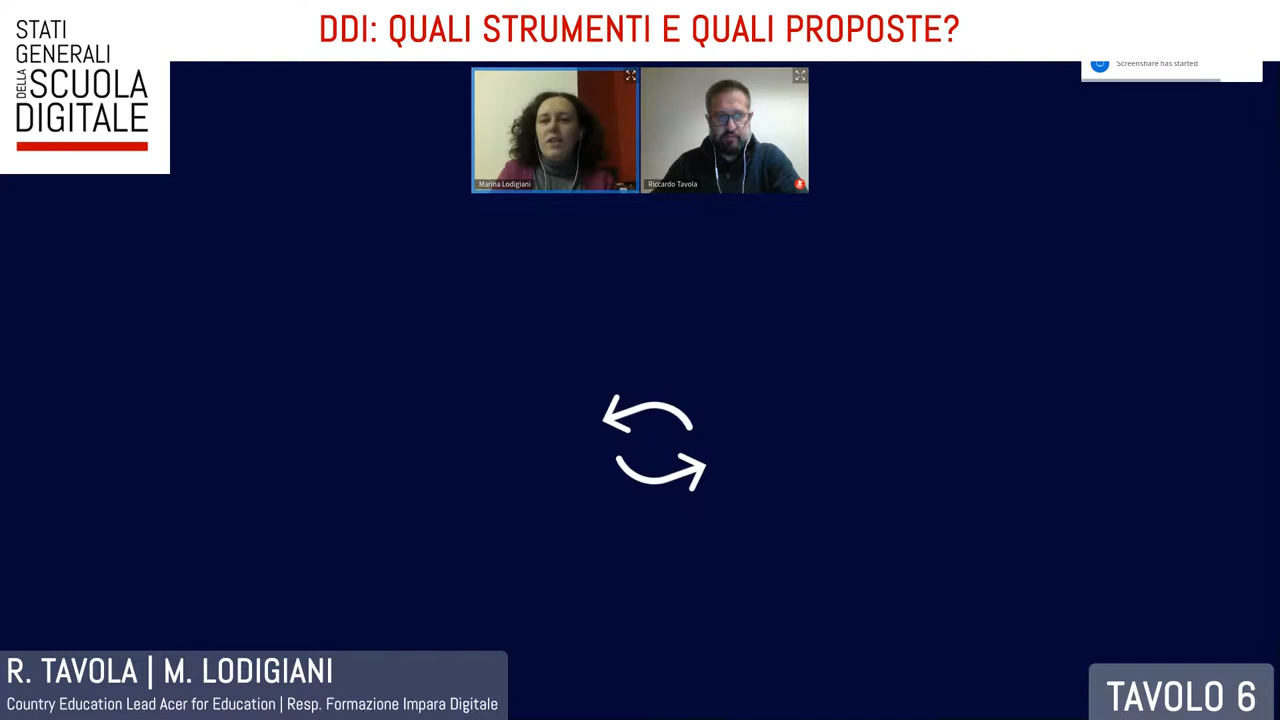 DDI: QUALI STRUMENTI E QUALI PROPOSTE?
STATI
GENERALI
DELLA SCUOLA
DIGITALE
Screenshare has started
Marina Lodigiani
Riccardo Tavola
R. TAVOLA | M. LODIGIANI
Country Education Lead Acer for Education | Resp. Formazione Impara Digitale
TAVOLO 6